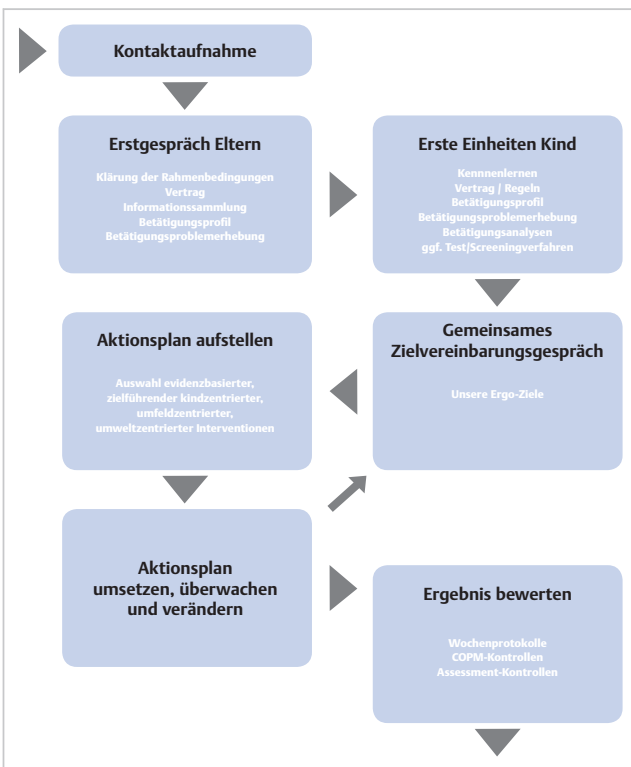 Kontaktaufnahme
Erstgespräch Eltern
Klärung der Rahmenbedingungen
Vertrag
Informationssammlung
Betätigungsprofil
Betätigungsproblemerhebung
Erste Einheiten Kind
Kennnenlernen
Vertrag / Regeln
Betätigungsprofil
Betätigungsproblemerhebung
Betätigungsanalysen
ggf. Test/Screeningverfahren
Gemeinsames
Zielvereinbarungsgespräch
Unsere Ergo-Ziele
Aktionsplan aufstellen
Auswahl evidenzbasierter,
zielführender kindzentrierter,
umfeldzentrierter,
umweltzentrierter Interventionen
Aktionsplan
umsetzen, überwachen
und verändern
Ergebnis bewerten
Wochenprotokolle
COPM-Kontrollen
Assessment-Kontrollen